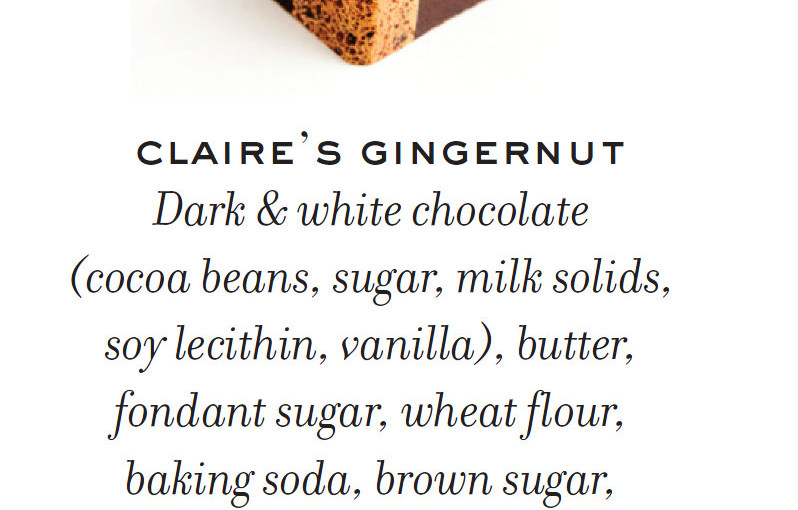 CLAIRE’S GINGERNUT
Dark & white chocolate
(cocoa beans, sugar, milk solids,
soy lecithin, vanilla), butter,
fondant sugar, wheat flour,
baking soda, brown sugar,